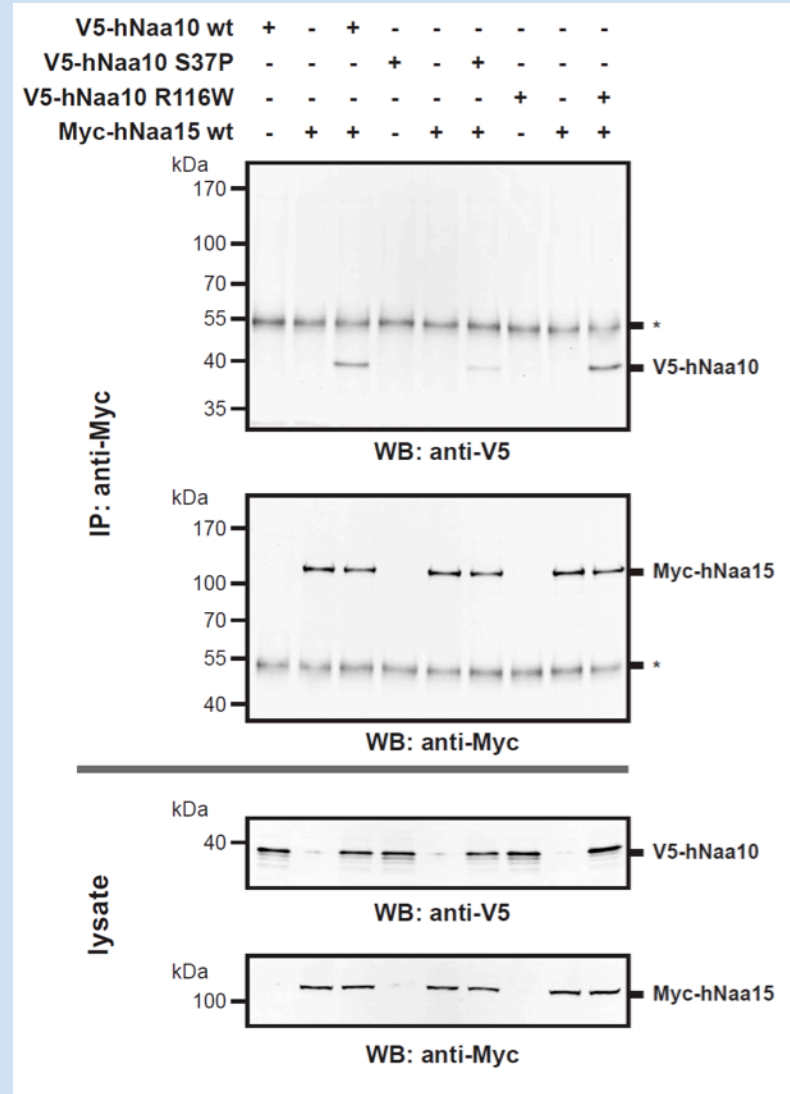 V5-hNaa10 wt + - + - - - - - -
V5-hNaa10 S37P - - - + - + - - -
V5-hNaa10 R116W - - - - - - + - +
Myc-hNaa15 wt - + + - + + - + +
IP: anti-Myc
kDa
170
100
70
55 *
40 V5-hNaa10
35
WB: anti-V5
kDa
170
Myc-hNaa15
100
70
55 *
40
WB: anti-Myc
lysate
kDa
40 V5-hNaa10
WB: anti-V5
kDa
100 Myc-hNaa15
WB: anti-Myc